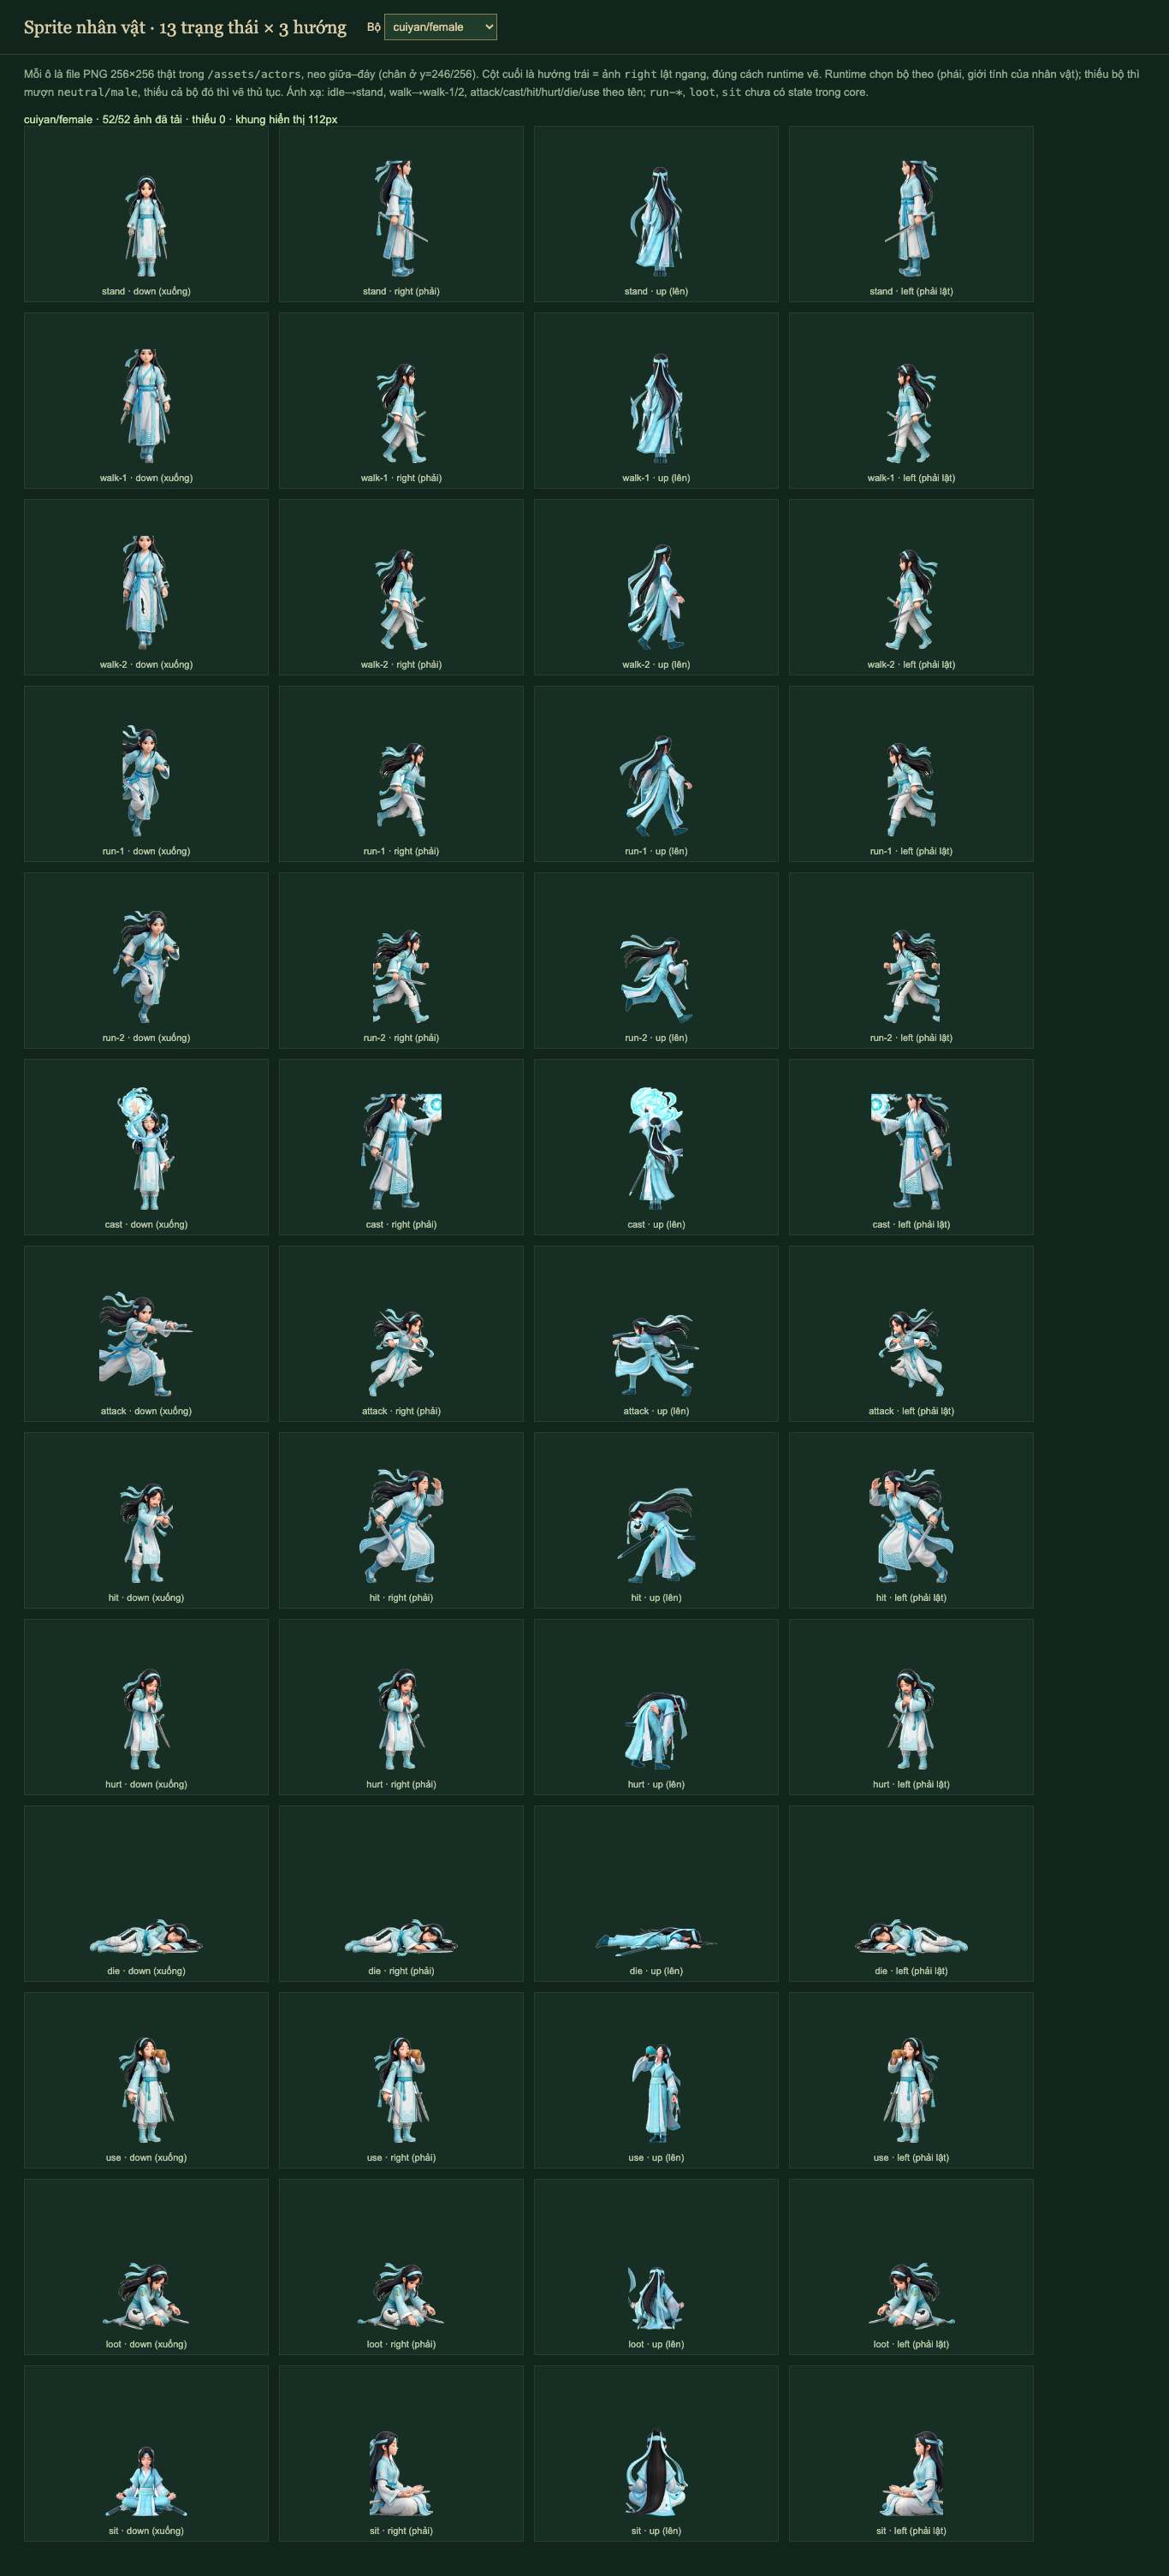 Sprite nhân vật · 13 trạng thái × 3 hướng
Bộ cuiyan/female
Mỗi ô là file PNG 256×256 thật trong /assets/actors, neo giữa–đáy (chân ở y=246/256). Cột cuối là hướng trái = ảnh right lật ngang, đúng cách runtime vẽ. Runtime chọn bộ theo (phái, giới tính của nhân vật); thiếu bộ thì
mượn neutral/male, thiếu cả bộ đó thì vẽ thủ tục. Ánh xạ: idle→stand, walk→walk-1/2, attack/cast/hit/hurt/die/use theo tên; run-*, loot, sit chưa có state trong core.
cuiyan/female · 52/52 ảnh đã tải · thiếu 0 · khung hiển thị 112px
stand · down (xuống)
stand · right (phải)
stand · up (lên)
stand · left (phải lật)
walk-1 · down (xuống)
walk-1 · right (phải)
walk-1 · up (lên)
walk-1 · left (phải lật)
walk-2 · down (xuống)
walk-2 · right (phải)
walk-2 · up (lên)
walk-2 · left (phải lật)
run-1 · down (xuống)
run-1 · right (phải)
run-1 · up (lên)
run-1 · left (phải lật)
run-2 · down (xuống)
run-2 · right (phải)
run-2 · up (lên)
run-2 · left (phải lật)
cast · down (xuống)
cast · right (phải)
cast · up (lên)
cast · left (phải lật)
attack · down (xuống)
attack · right (phải)
attack · up (lên)
attack · left (phải lật)
hit · down (xuống)
hit · right (phải)
hit · up (lên)
hit · left (phải lật)
hurt · down (xuống)
hurt · right (phải)
hurt · up (lên)
hurt · left (phải lật)
die · down (xuống)
die · right (phải)
die · up (lên)
die · left (phải lật)
use · down (xuống)
use · right (phải)
use · up (lên)
use · left (phải lật)
loot · down (xuống)
loot · right (phải)
loot · up (lên)
loot · left (phải lật)
sit · down (xuống)
sit · right (phải)
sit · up (lên)
sit · left (phải lật)